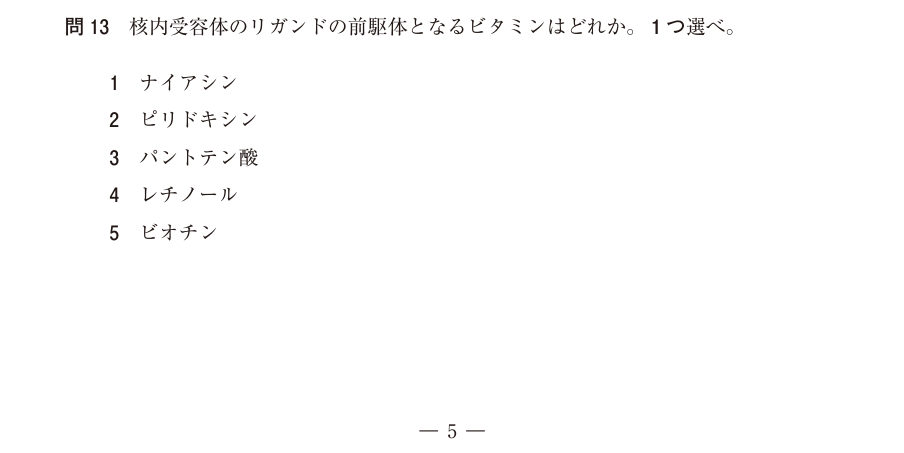 問 13　核内受容体のリガンドの前駆体となるビタミンはどれか。1つ選べ。
1　ナイアシン
2　ピリドキシン
3　パントテン酸
4　レチノール
5　ビオチン
― 5 ―